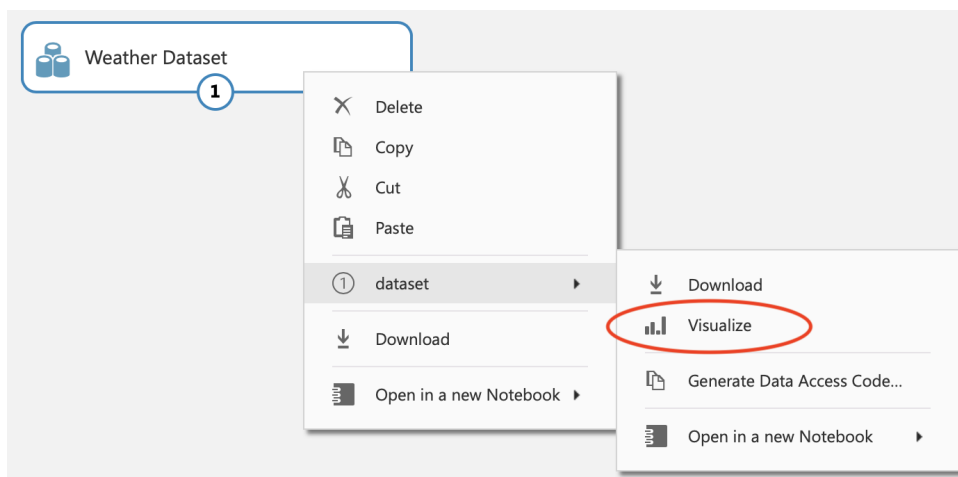 Weather Dataset
1
Delete
Copy
Cut
Paste
1 dataset
Download
Open in a new Notebook
Download
Visualize
Generate Data Access Code...
Open in a new Notebook